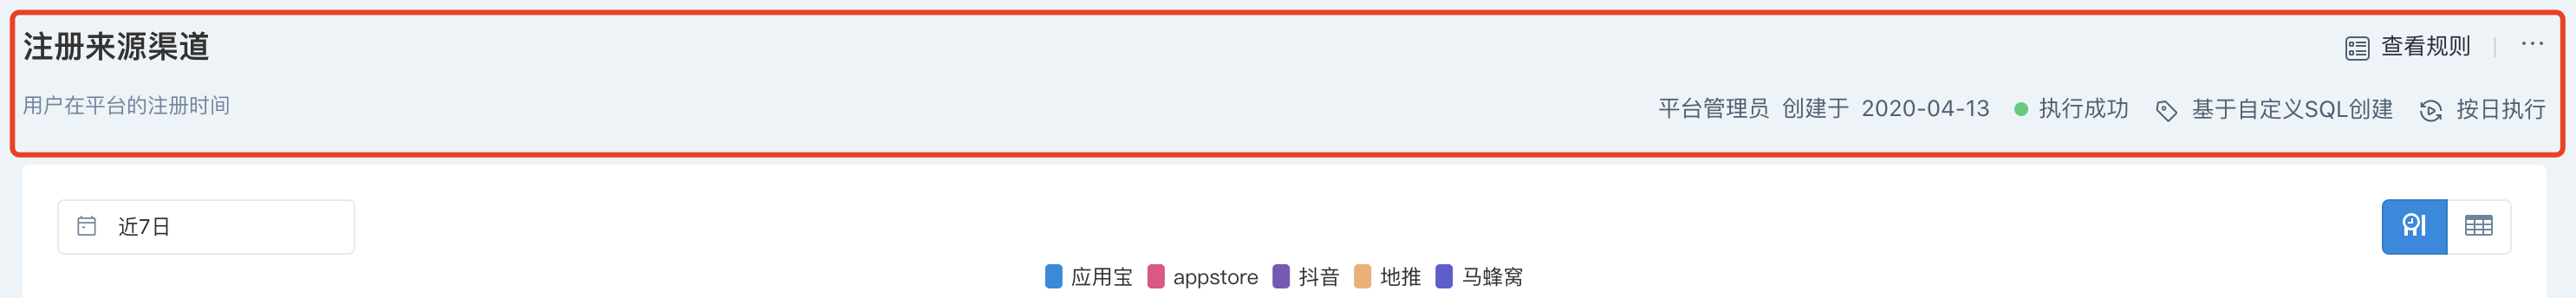 注册来源渠道
查看规则
用户在平台的注册时间
平台管理员 创建于 2020-04-13 执行成功 基于自定义SQL创建 按日执行
近7日
应用宝 appstore 抖音 地推 马蜂窝